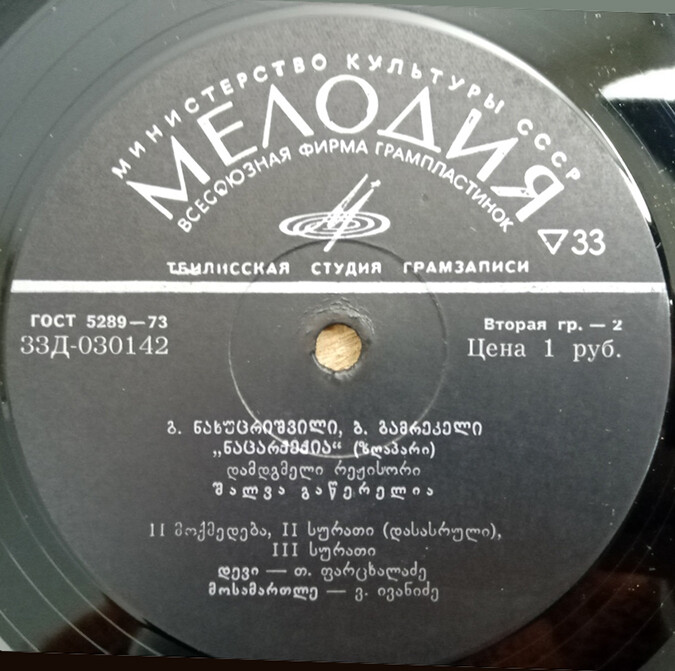 МИНИСТЕРСТВО КУЛЬТУРЫ СССР
МЕЛОДИЯ
ВСЕСОЮЗНАЯ ФИРМА ГРАМПЛАСТИНОК
33
ТБИЛИССКАЯ СТУДИЯ ГРАМЗАПИСИ
ГОСТ 5289—73
Вторая гр. — 2
33Д-030142
Цена 1 руб.
გ. ნახუცრიშვილი, ბ. გამრეკელი
„ნაცარქექია“ (ზღაპარი)
დამდგმელი რეჟისორი
შალვა გაწერელია
II მოქმედება, II სურათი (დასასრული),
III სურათი
დევი — თ. ფარცხალაძე
მოსამართლე — ვ. ივანიძე